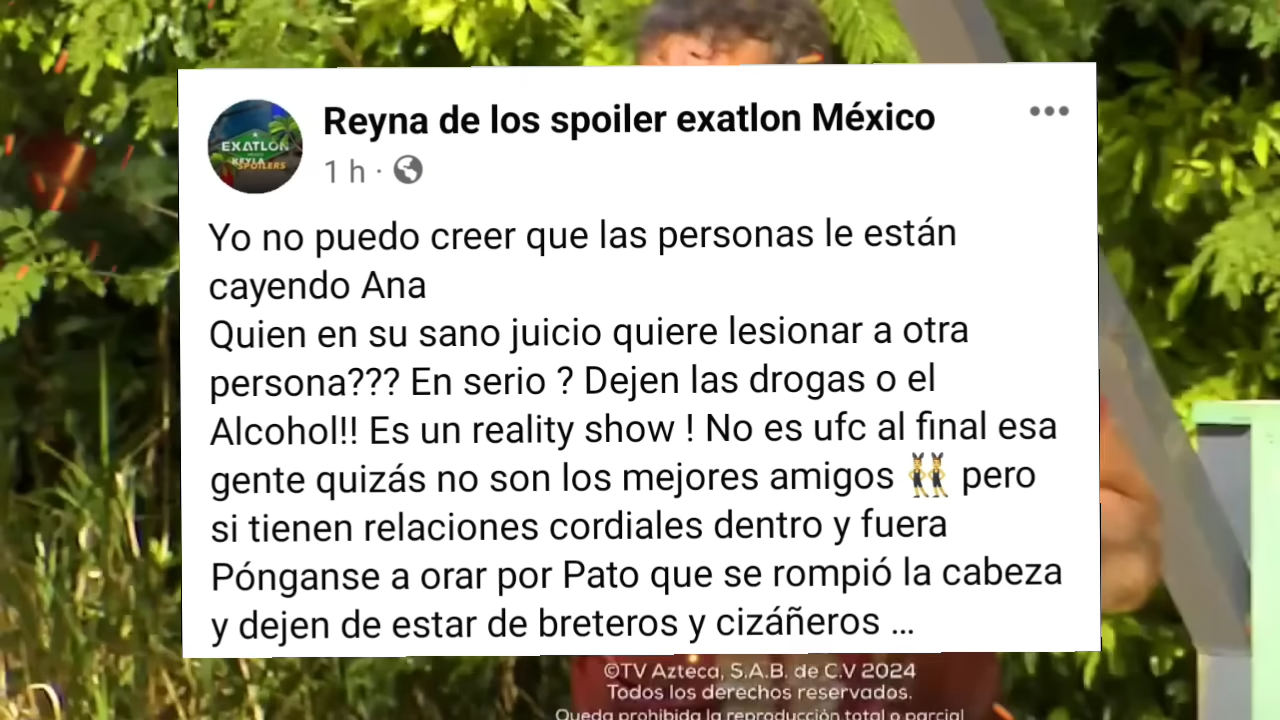 Reyna de los spoiler exatlon México
EXATLON
KEYLA
SPOILERS
1 h ·
Yo no puedo creer que las personas le están
cayendo Ana
Quien en su sano juicio quiere lesionar a otra
persona??? En serio ? Dejen las drogas o el
Alcohol!! Es un reality show ! No es ufc al final esa
gente quizás no son los mejores amigos 👯 pero
si tienen relaciones cordiales dentro y fuera
Pónganse a orar por Pato que se rompió la cabeza
y dejen de estar de breteros y cizáñeros ...
©TV Azteca, S.A.B. de C.V 2024
Todos los derechos reservados.
Queda prohibida la reproducción total o parcial